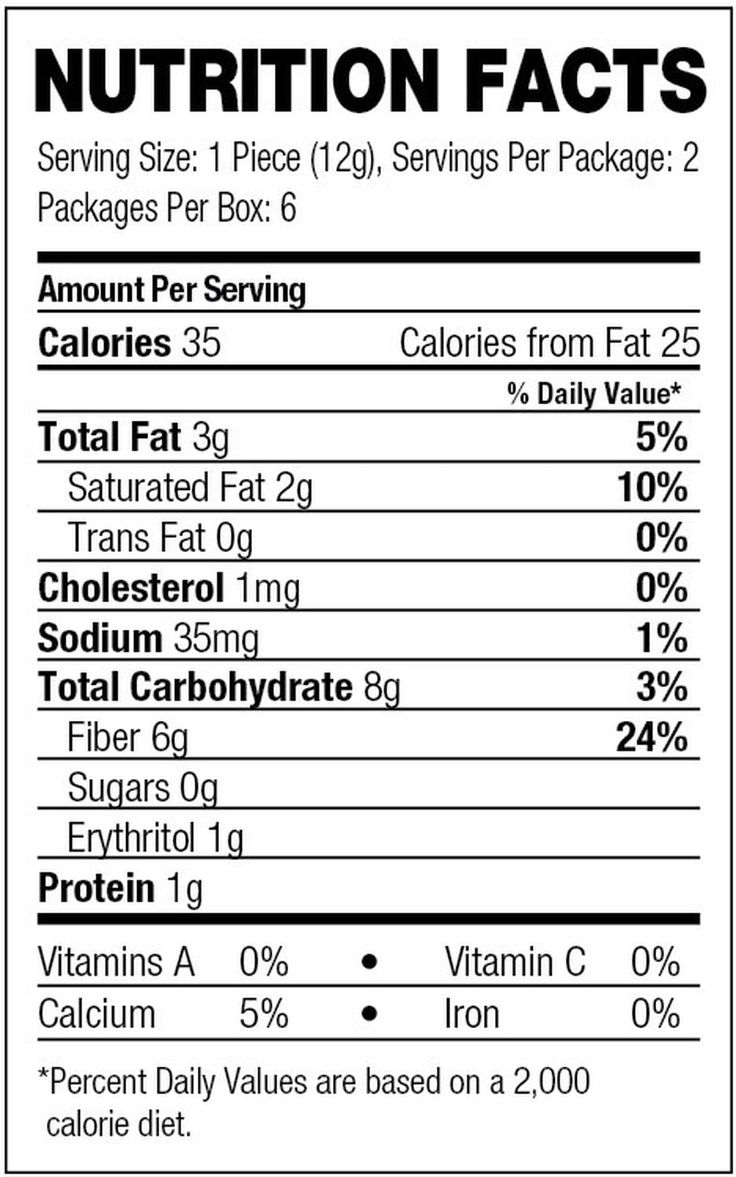 NUTRITION FACTS
Serving Size: 1 Piece (12g), Servings Per Package: 2
Packages Per Box: 6
Amount Per Serving
Calories 35 Calories from Fat 25
% Daily Value*
Total Fat 3g 5%
Saturated Fat 2g 10%
Trans Fat 0g 0%
Cholesterol 1mg 0%
Sodium 35mg 1%
Total Carbohydrate 8g 3%
Fiber 6g 24%
Sugars 0g
Erythritol 1g
Protein 1g
Vitamins A 0% • Vitamin C 0%
Calcium 5% • Iron 0%
*Percent Daily Values are based on a 2,000
calorie diet.